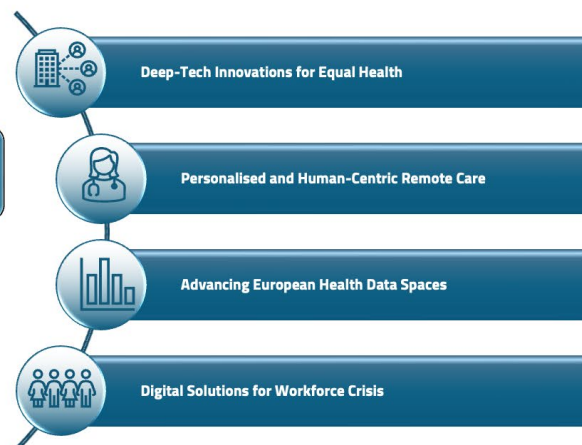 Deep-Tech Innovations for Equal Health
Personalised and Human-Centric Remote Care
Advancing European Health Data Spaces
Digital Solutions for Workforce Crisis